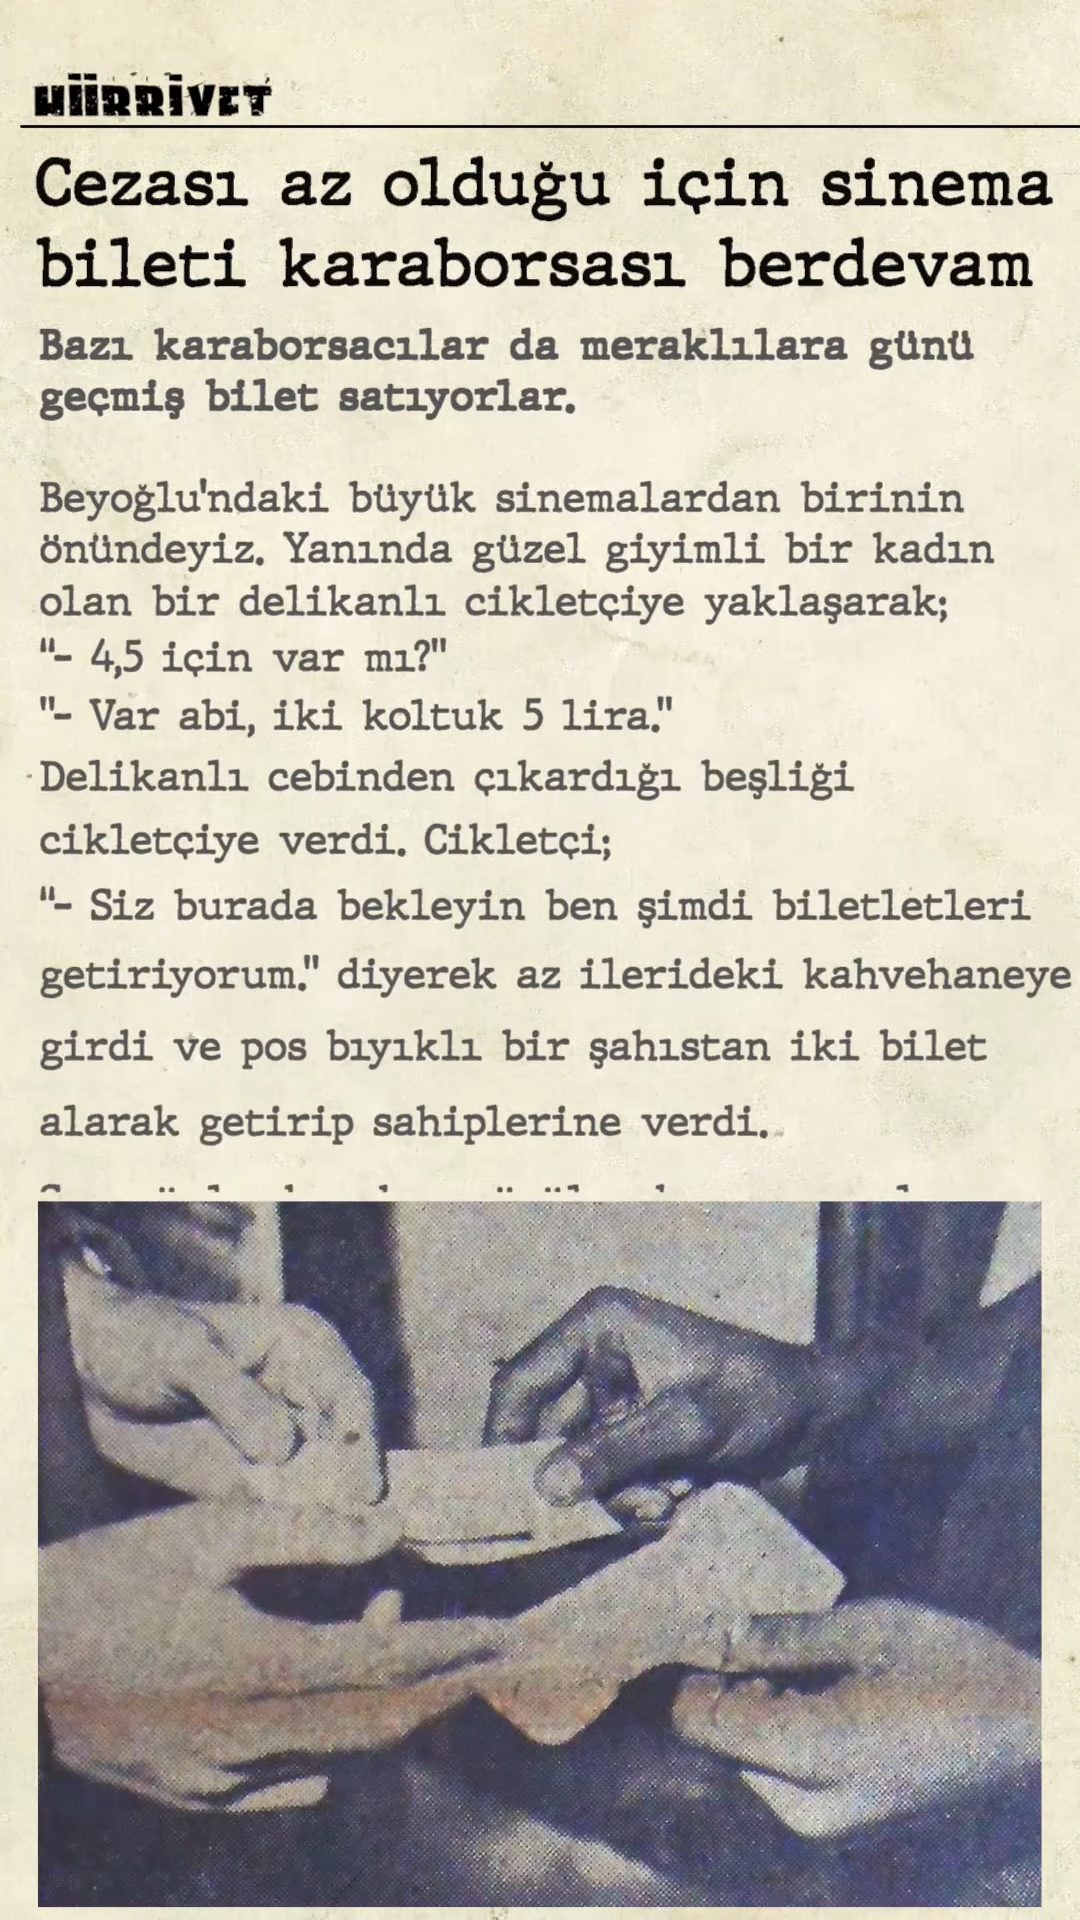 HÜRRİYET
Cezası az olduğu için sinema
bileti karaborsası berdevam
Bazı karaborsacılar da meraklılara günü
geçmiş bilet satıyorlar.
Beyoğlu'ndaki büyük sinemalardan birinin
önündeyiz. Yanında güzel giyimli bir kadın
olan bir delikanlı cikletçiye yaklaşarak;
"- 4,5 için var mı?"
"- Var abi, iki koltuk 5 lira."
Delikanlı cebinden çıkardığı beşliği
cikletçiye verdi. Cikletçi;
"- Siz burada bekleyin ben şimdi biletletleri
getiriyorum." diyerek az ilerideki kahvehaneye
girdi ve pos bıyıklı bir şahıstan iki bilet
alarak getirip sahiplerine verdi.